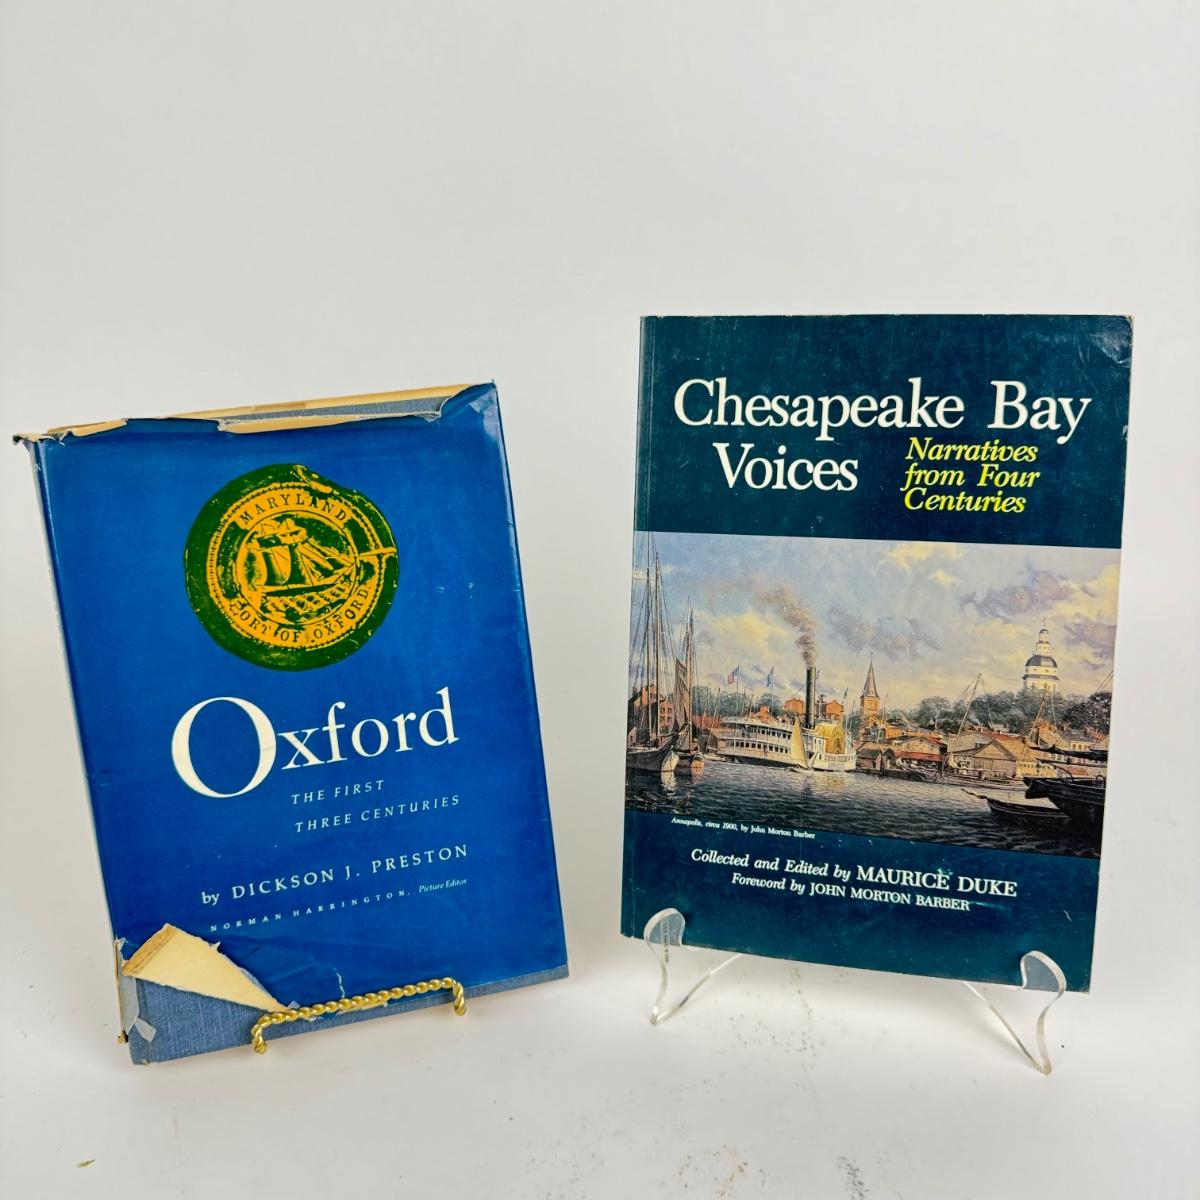 MARYLAND
PORT OF OXFORD
Oxford
THE FIRST
THREE CENTURIES
by DICKSON J. PRESTON
NORMAN HARRINGTON, Picture Editor
Chesapeake Bay
Voices
Narratives
from Four
Centuries
Annapolis, circa 1900, by John Morton Barber
Collected and Edited by MAURICE DUKE
Foreword by JOHN MORTON BARBER